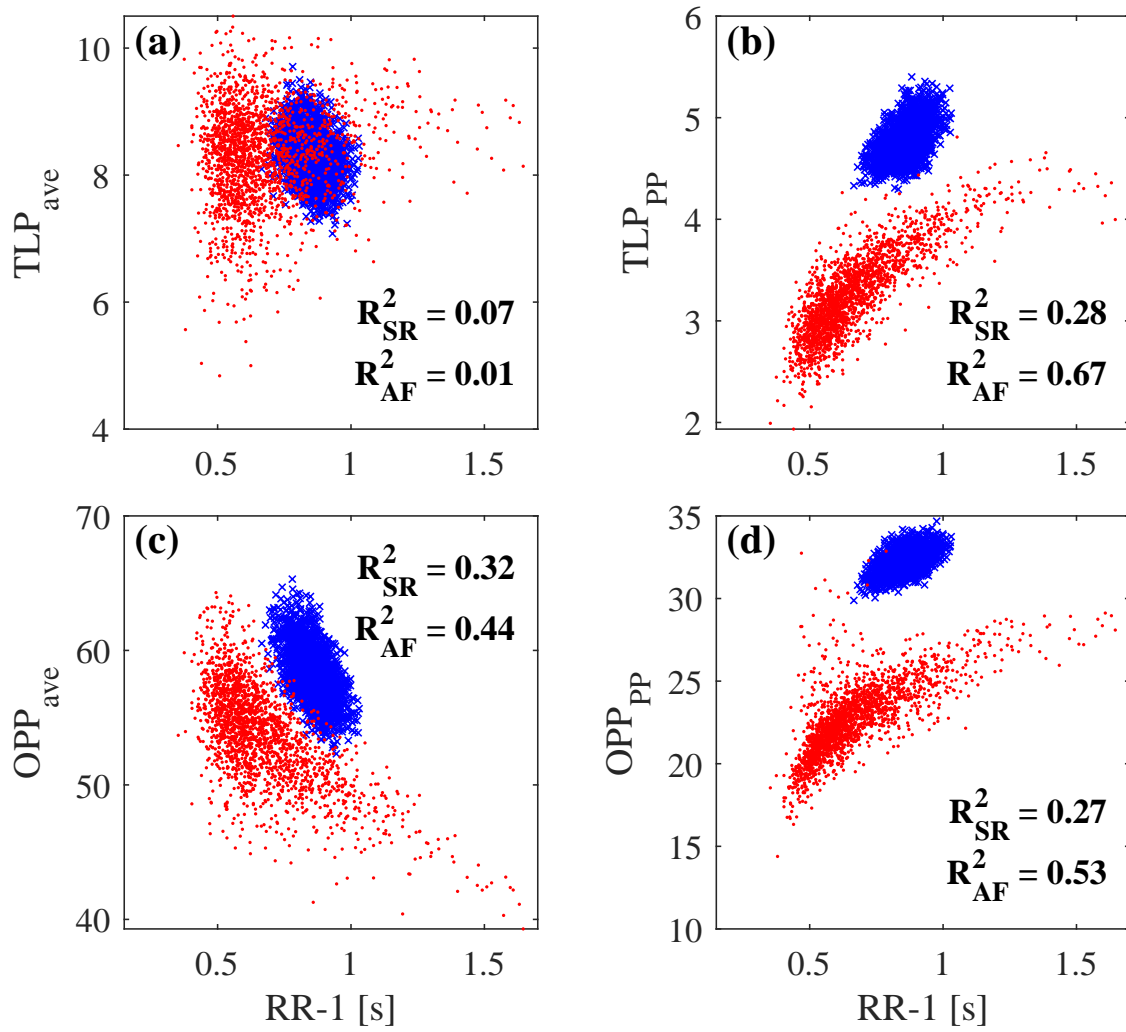 (a)
10
8
6
4
TLP_ave
R²_SR = 0.07
R²_AF = 0.01
0.5 1 1.5
(b)
6
5
4
3
2
TLP_PP
R²_SR = 0.28
R²_AF = 0.67
0.5 1 1.5
(c)
70
60
50
40
OPP_ave
R²_SR = 0.32
R²_AF = 0.44
0.5 1 1.5
RR-1 [s]
(d)
35
30
25
20
15
10
OPP_PP
R²_SR = 0.27
R²_AF = 0.53
0.5 1 1.5
RR-1 [s]